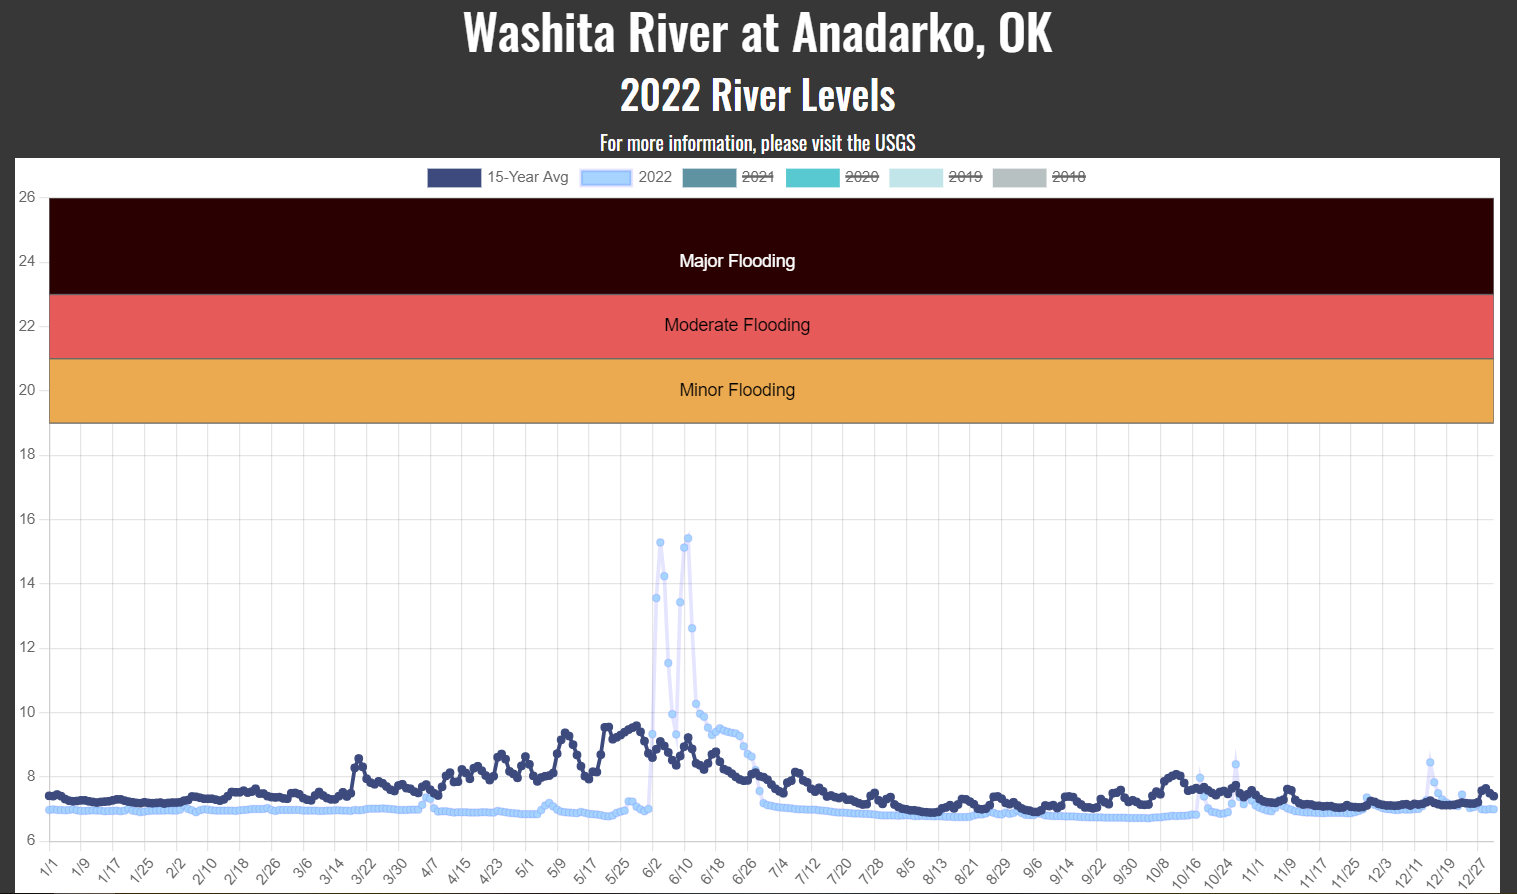 Washita River at Anadarko, OK
2022 River Levels
For more information, please visit the USGS
15-Year Avg 2022 2021 2020 2019 2018
26
Major Flooding
24
Moderate Flooding
22
Minor Flooding
20
18
16
14
12
10
8
6
1/1 1/9 1/17 1/25 2/2 2/10 2/18 2/26 3/6 3/14 3/22 3/30 4/7 4/15 4/23 5/1 5/9 5/17 5/25 6/2 6/10 6/18 6/26 7/4 7/12 7/20 7/28 8/5 8/13 8/21 8/29 9/6 9/14 9/22 9/30 10/8 10/16 10/24 11/1 11/9 11/17 11/25 12/3 12/11 12/19 12/27